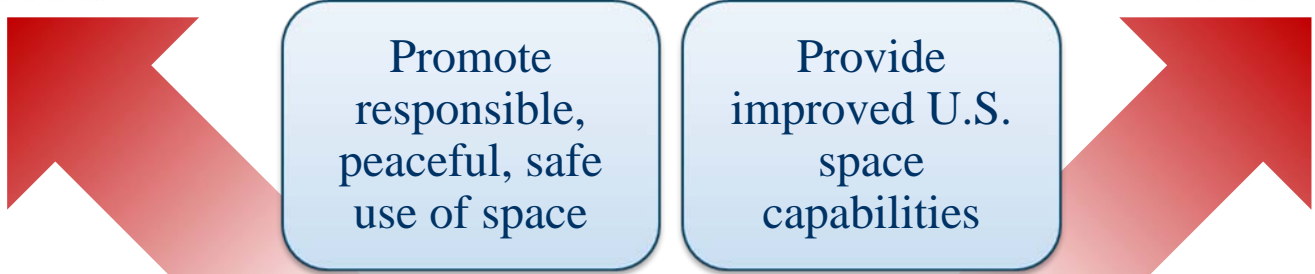 Promote
responsible,
peaceful, safe
use of space
Provide
improved U.S.
space
capabilities